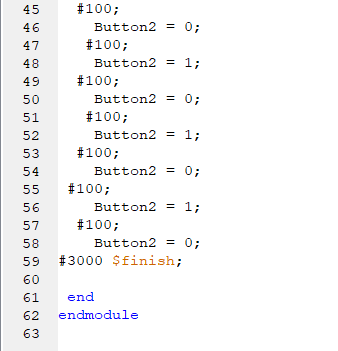 45 #100;
46 Button2 = 0;
47 #100;
48 Button2 = 1;
49 #100;
50 Button2 = 0;
51 #100;
52 Button2 = 1;
53 #100;
54 Button2 = 0;
55 #100;
56 Button2 = 1;
57 #100;
58 Button2 = 0;
59 #3000 $finish;
60
61 end
62 endmodule
63